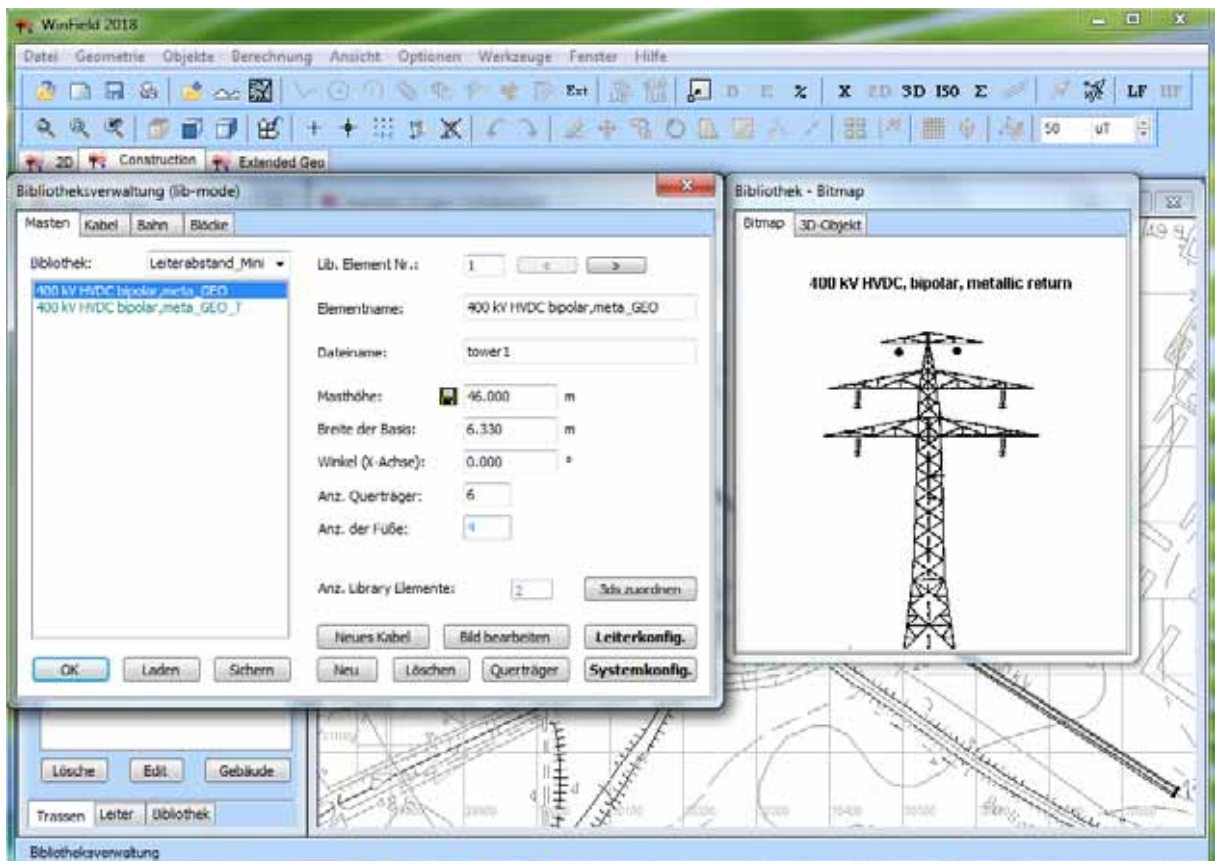 WinField 2018
Datei Geometrie Objekte Berechnung Ansicht Optionen Werkzeuge Fenster Hilfe
Ext D E % X ED 3D ISO Σ LF HF
50 uT
2D Construction Extended Geo
Bibliotheksverwaltung (lib-mode)
Masten Kabel Bahn Blöcke
Bibliothek: Leiterabstand_Mini
400 kV HVDC bipolar,meta_GEO
400 kV HVDC bipolar,meta_GEO_T
Lib. Element Nr.: 1 < >
Elementname: 400 kV HVDC bipolar,meta_GEO
Dateiname: tower1
Masthöhe: 46.000 m
Breite der Basis: 6.330 m
Winkel (X-Achse): 0.000 °
Anz. Querträger: 6
Anz. der Füße: 4
Anz. Library Elemente: 2 3ds zuordnen
Neues Kabel Bild bearbeiten Leiterkonfig.
OK Laden Sichern Neu Löschen Querträger Systemkonfig.
Bibliothek - Bitmap
Bitmap 3D-Objekt
400 kV HVDC, bipolar, metallic return
Lösche Edit Gebäude
Trassen Leiter Bibliothek
Bibliotheksverwaltung